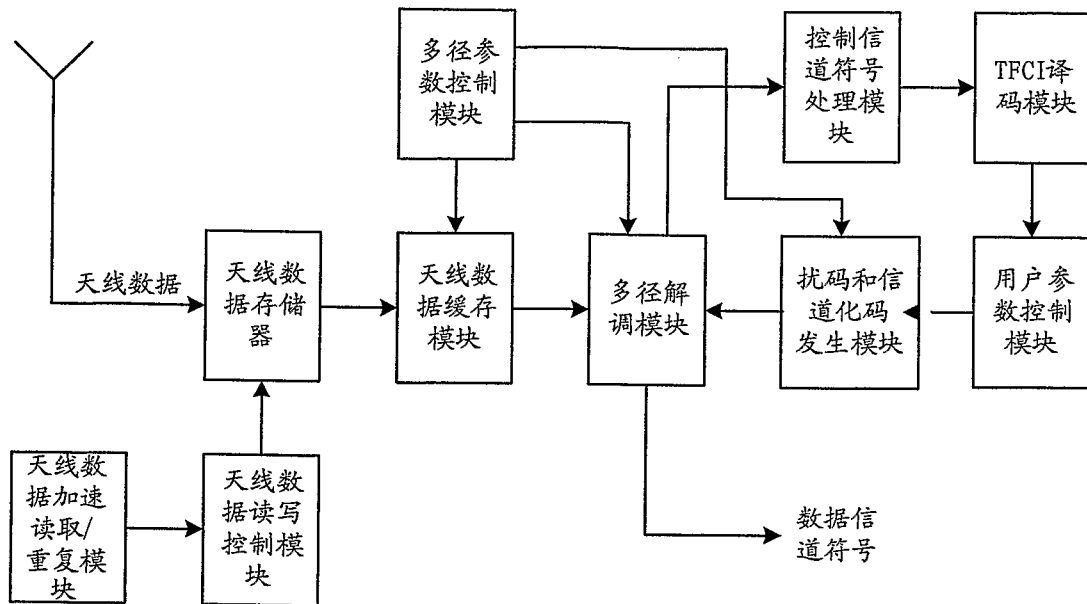 多径参
数控制
模块
控制信
道符号
处理模
块
TFCI译
码模块
天线数据
天线数
据存储
器
天线数
据缓存
模块
多径解
调模块
扰码和信
道化码
发生模块
用户参
数控制
模块
天线数
据加速
读取/
重复模
块
天线数
据读写
控制模
块
数据信
道符号